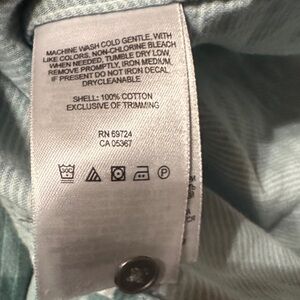 MACHINE WASH COLD GENTLE, WITH
LIKE COLORS, NON-CHLORINE BLEACH
WHEN NEEDED, TUMBLE DRY LOW,
REMOVE PROMPTLY, IRON MEDIUM,
IF PRESENT DO NOT IRON DECAL,
DRYCLEANABLE
SHELL: 100% COTTON
EXCLUSIVE OF TRIMMING
RN 69724
CA 05367
P